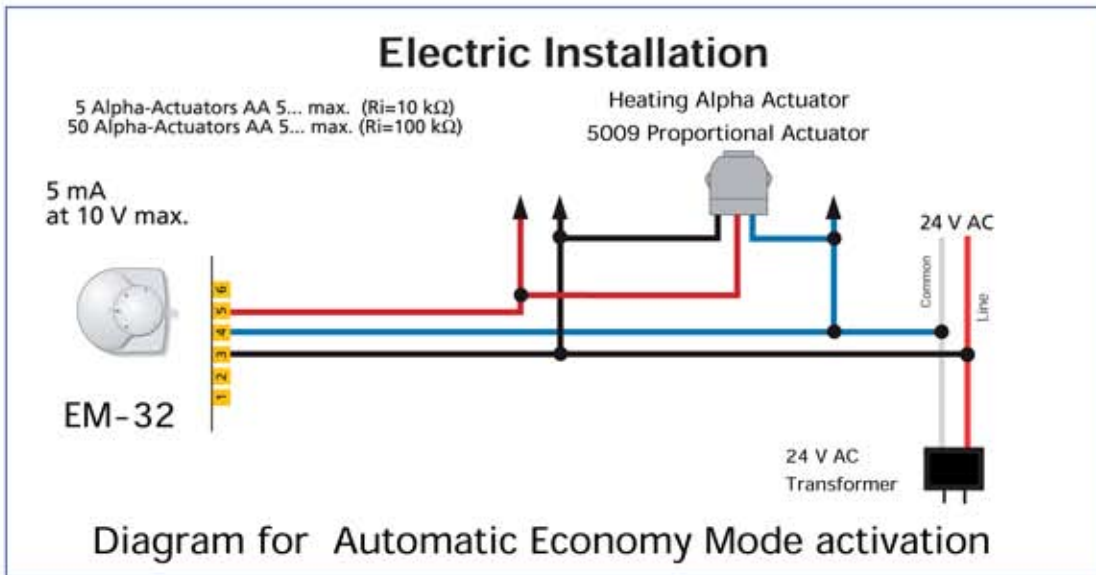 Electric Installation
5 Alpha-Actuators AA 5... max. (Ri=10 kΩ)
50 Alpha-Actuators AA 5... max. (Ri=100 kΩ)
Heating Alpha Actuator
5009 Proportional Actuator
5 mA
at 10 V max.
24 V AC
Common
Line
6
5
4
3
2
1
EM-32
24 V AC
Transformer
Diagram for Automatic Economy Mode activation